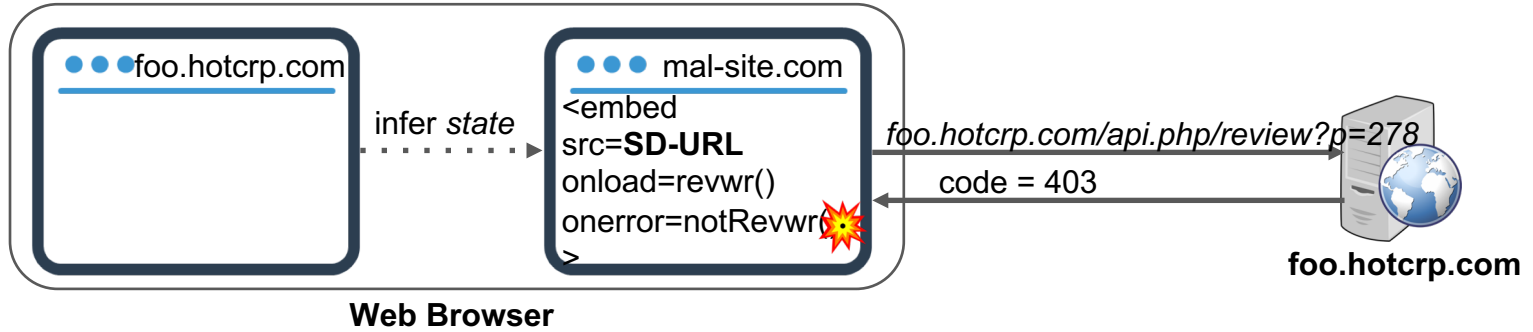 foo.hotcrp.com
mal-site.com
infer state
<embed
src=SD-URL
onload=revwr()
onerror=notRevwr(
>
foo.hotcrp.com/api.php/review?p=278
code = 403
foo.hotcrp.com
Web Browser